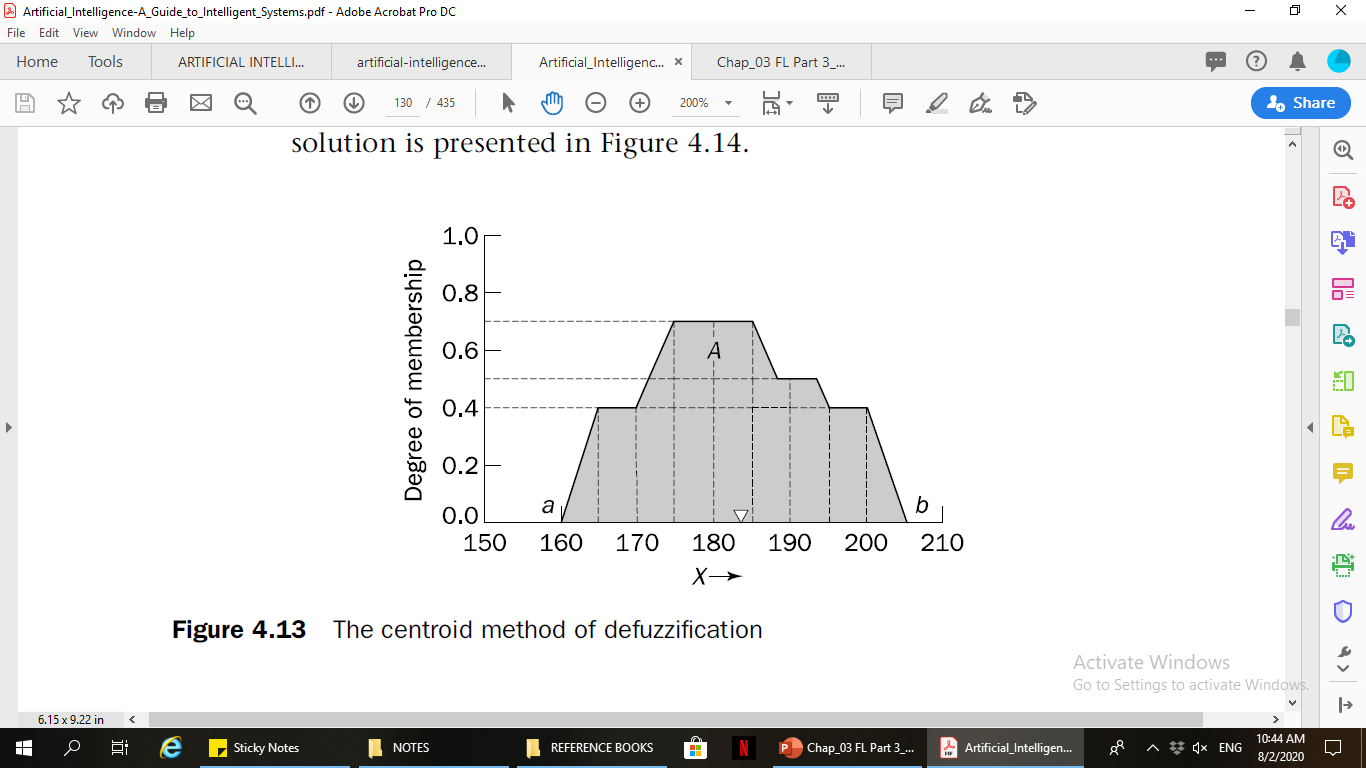 Artificial_Intelligence-A_Guide_to_Intelligent_Systems.pdf - Adobe Acrobat Pro DC
File Edit View Window Help
Home Tools ARTIFICIAL INTELLI... artificial-intelligence... Artificial_Intelligenc... × Chap_03 FL Part 3_...
130 / 435 200% Share
solution is presented in Figure 4.14.
1.0
0.8
0.6
0.4
0.2
0.0
Degree of membership
A
a
b
150 160 170 180 190 200 210
X
Figure 4.13 The centroid method of defuzzification
Activate Windows
Go to Settings to activate Windows.
6.15 x 9.22 in
Sticky Notes NOTES REFERENCE BOOKS N Chap_03 FL Part 3_... Artificial_Intelligen... ENG 10:44 AM
8/2/2020